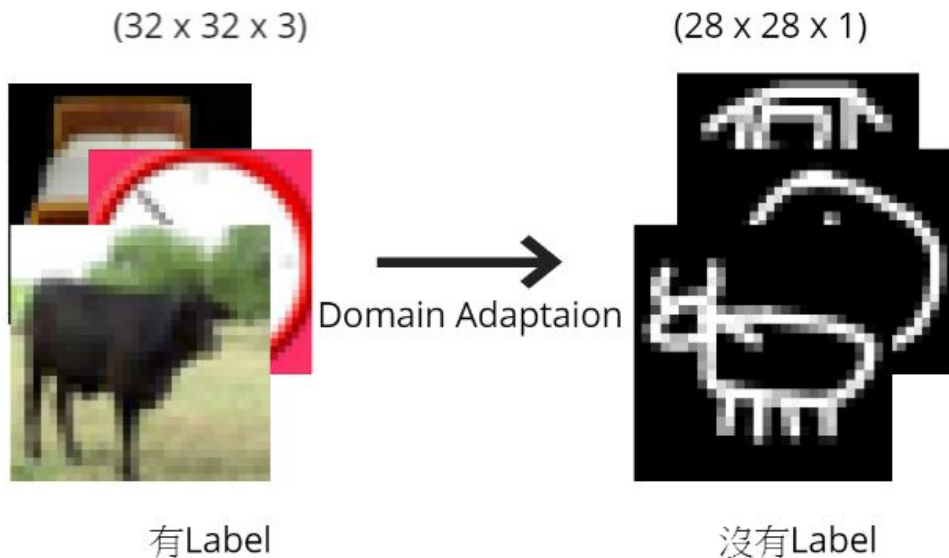 (32 x 32 x 3)
(28 x 28 x 1)
Domain Adaptaion
有Label
沒有Label